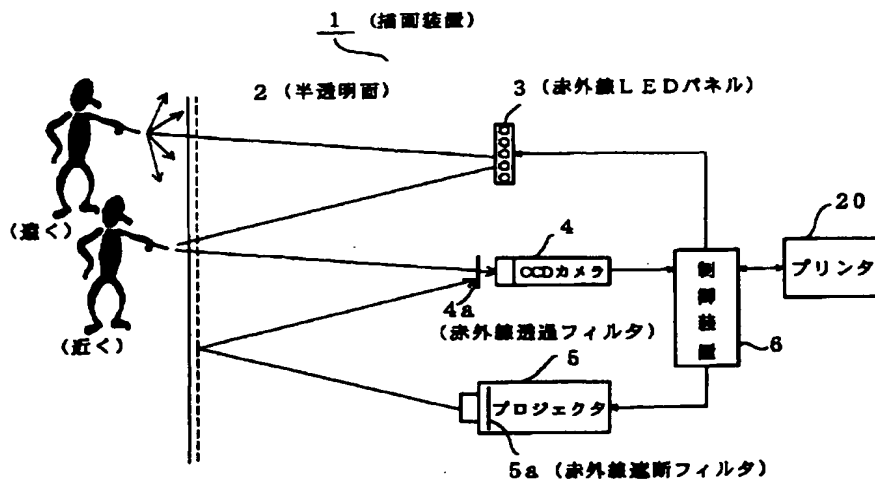 1 (描画装置)
2 (半透明面)
3 (赤外線LEDパネル)
(遠く)
(近く)
4
CCDカメラ
4a
(赤外線透過フィルタ)
5
プロジェクタ
5a (赤外線遮断フィルタ)
制御装置
6
20
プリンタ